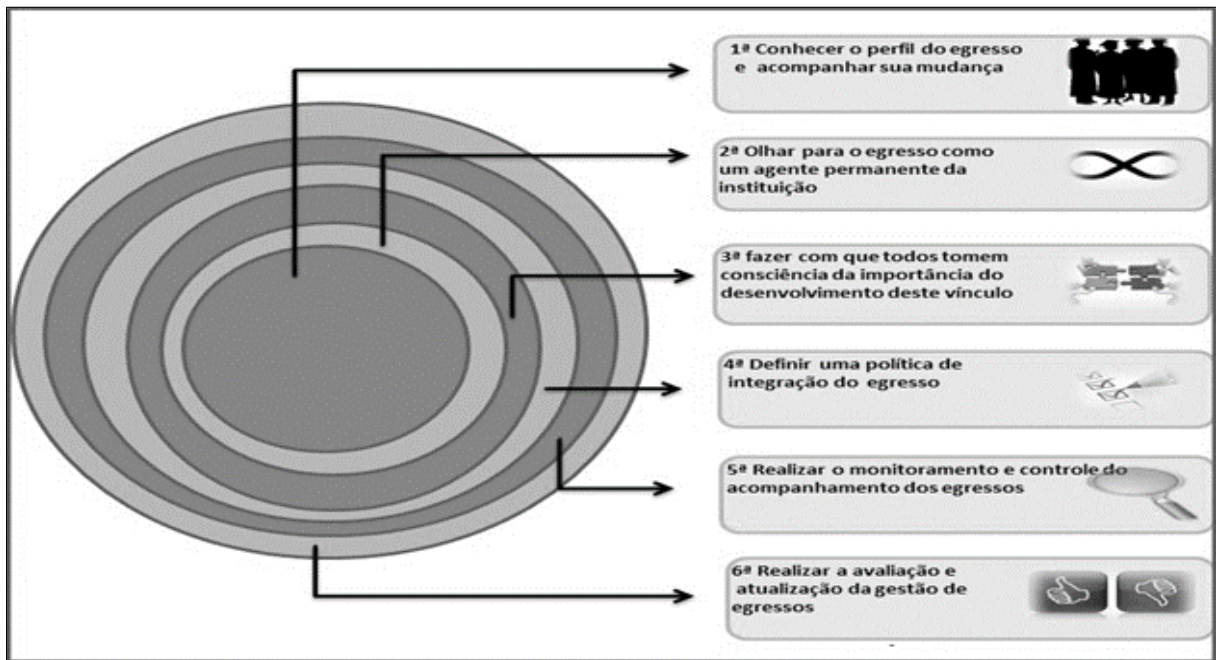 1ª Conhecer o perfil do egresso
e acompanhar sua mudança
2ª Olhar para o egresso como
um agente permanente da
instituição
3ª fazer com que todos tomem
consciência da importância do
desenvolvimento deste vínculo
4ª Definir uma política de
integração do egresso
5ª Realizar o monitoramento e controle do
acompanhamento dos egressos
6ª Realizar a avaliação e
atualização da gestão de
egressos